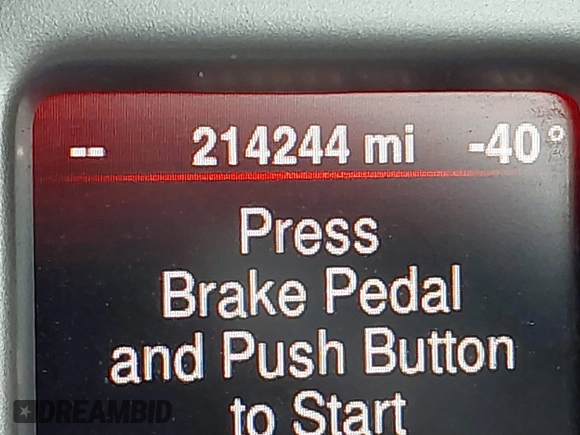 -- 214244 mi -40°
Press
Brake Pedal
and Push Button
to Start
DREAMBID